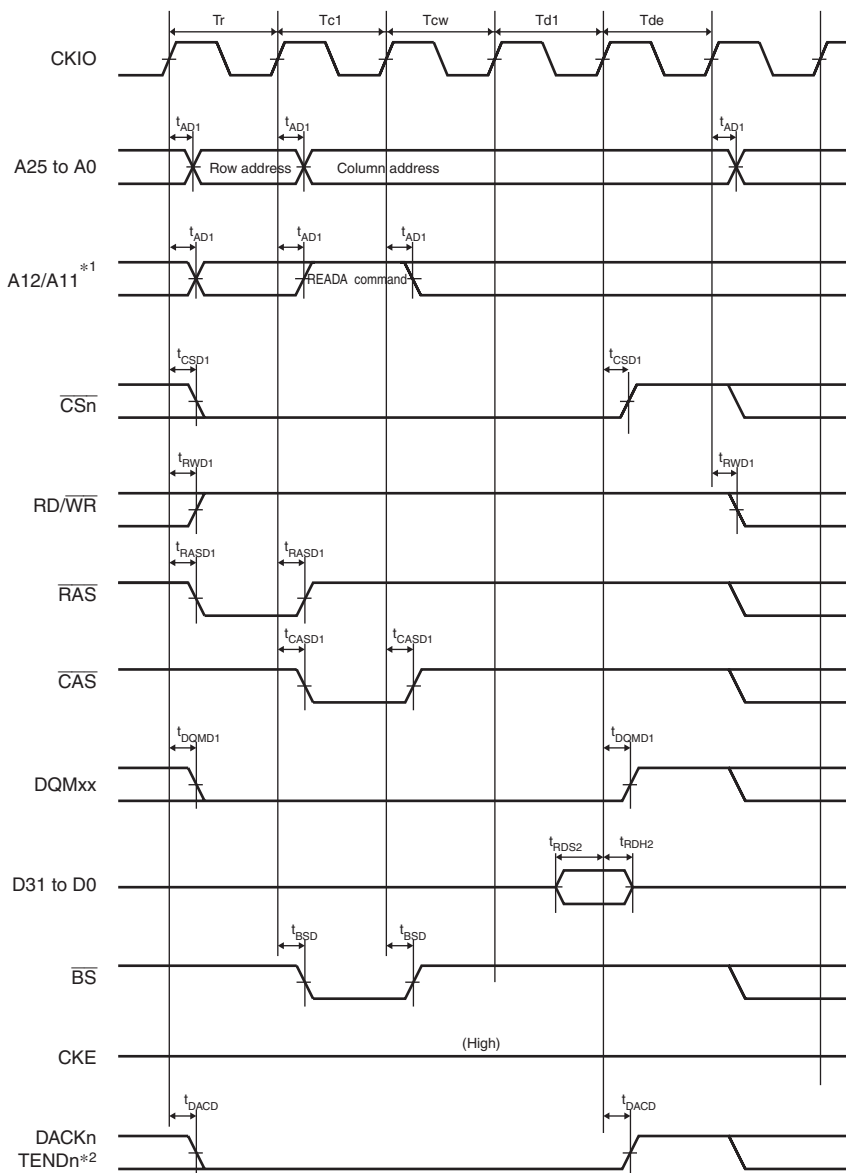 Tr Tc1 Tcw Td1 Tde
CKIO
tAD1 tAD1 tAD1
A25 to A0 Row address Column address
tAD1 tAD1 tAD1
A12/A11*1 READA command
tCSD1 tCSD1
CSn
tRWD1 tRWD1
RD/WR
tRASD1 tRASD1
RAS
tCASD1 tCASD1
CAS
tDQMD1 tDQMD1
DQMxx
tRDS2 tRDH2
D31 to D0
tBSD tBSD
BS
(High)
CKE
tDACD tDACD
DACKn
TENDn*2